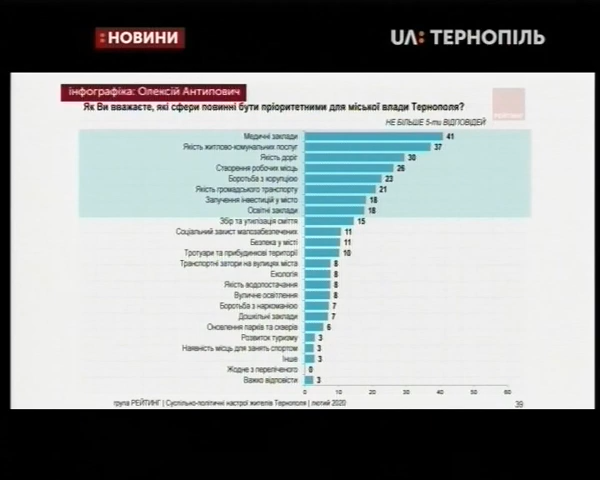 :НОВИНИ
UA: ТЕРНОПІЛЬ
інфографіка: Олексій Антипович
Як Ви вважаєте, які сфери повинні бути пріоритетними для міської влади Тернополя?
РЕЙТИНГ
НЕ БІЛЬШЕ 5-ти ВІДПОВІДЕЙ
Медичні заклади 41
Якість житлово-комунальних послуг 37
Якість доріг 30
Створення робочих місць 26
Боротьба з корупцією 23
Якість громадського транспорту 21
Залучення інвестицій у місто 18
Освітні заклади 18
Збір та утилізація сміття 15
Соціальний захист малозабезпечених 11
Безпека у місті 11
Тротуари та прибудинкові території 10
Транспортні затори на вулицях міста 8
Екологія 8
Якість водопостачання 8
Вуличне освітлення 8
Боротьба з наркоманією 7
Дошкільні заклади 7
Оновлення парків та скверів 6
Розвиток туризму 3
Наявність місць для занять спортом 3
Інше 3
Жодне з переліченого 0
Важко відповісти 3
0 10 20 30 40 50 60
група РЕЙТИНГ | Суспільно-політичні настрої жителів Тернополя | лютий 2020
39